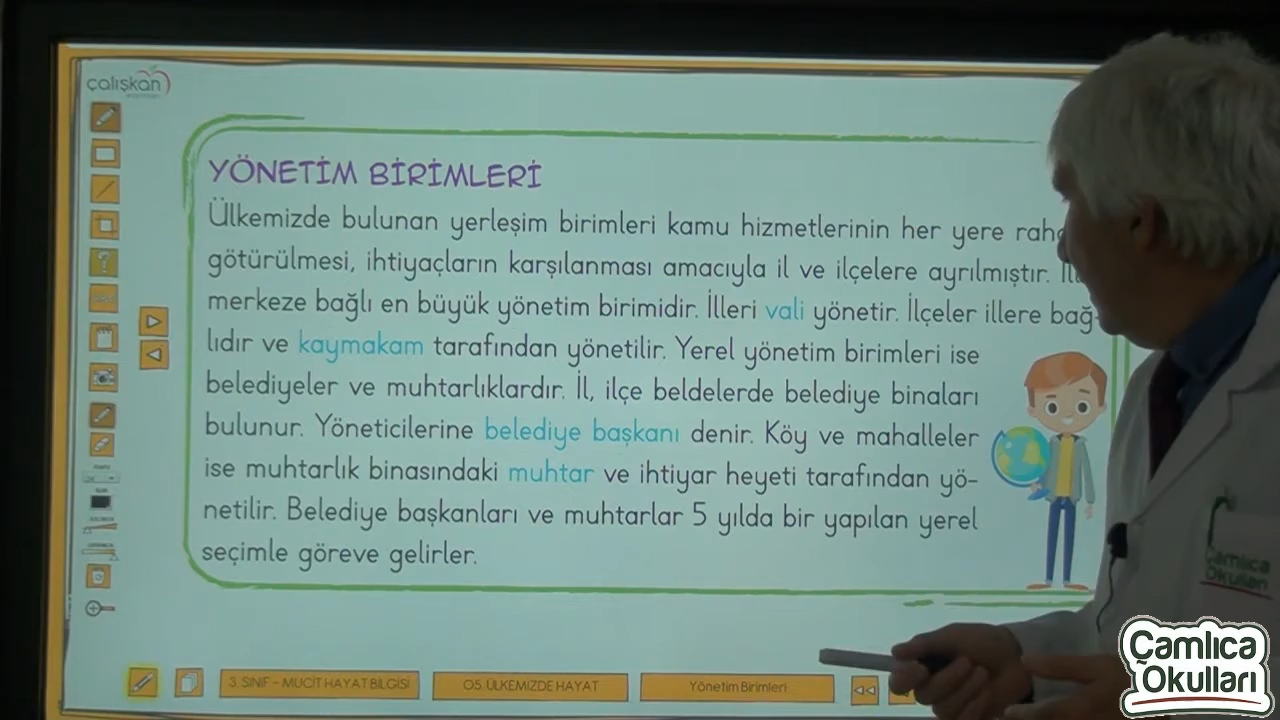 çalışkan
YÖNETİM BİRİMLERİ
Ülkemizde bulunan yerleşim birimleri kamu hizmetlerinin her yere
götürülmesi, ihtiyaçların karşılanması amacıyla il ve ilçelere ayrılmıştır.
merkeze bağlı en büyük yönetim birimidir. İlleri vali yönetir. İlçeler illere bağ-
lıdır ve kaymakam tarafından yönetilir. Yerel yönetim birimleri ise
belediyeler ve muhtarlıklardır. İl, ilçe beldelerde belediye binaları
bulunur. Yöneticilerine belediye başkanı denir. Köy ve mahalleler
ise muhtarlık binasındaki muhtar ve ihtiyar heyeti tarafından yö-
netilir. Belediye başkanları ve muhtarlar 5 yılda bir yapılan yerel
seçimle göreve gelirler.
3. SINIF - MUCİT HAYAT BİLGİSİ
05. ÜLKEMİZDE HAYAT
Yönetim Birimleri
Çamlıca
Okulları
Çamlıca
Okulları